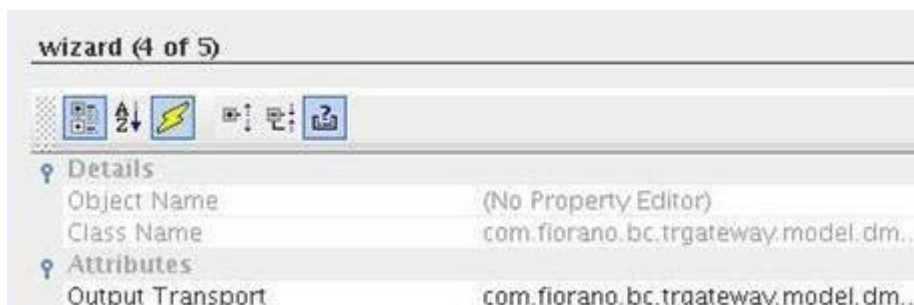 wizard (4 of 5)
A
Z
Details
Object Name (No Property Editor)
Class Name com.fiorano.bc.trgateway.model.dm..
Attributes
Output Transport com.fiorano.bc.trgateway.model.dm..